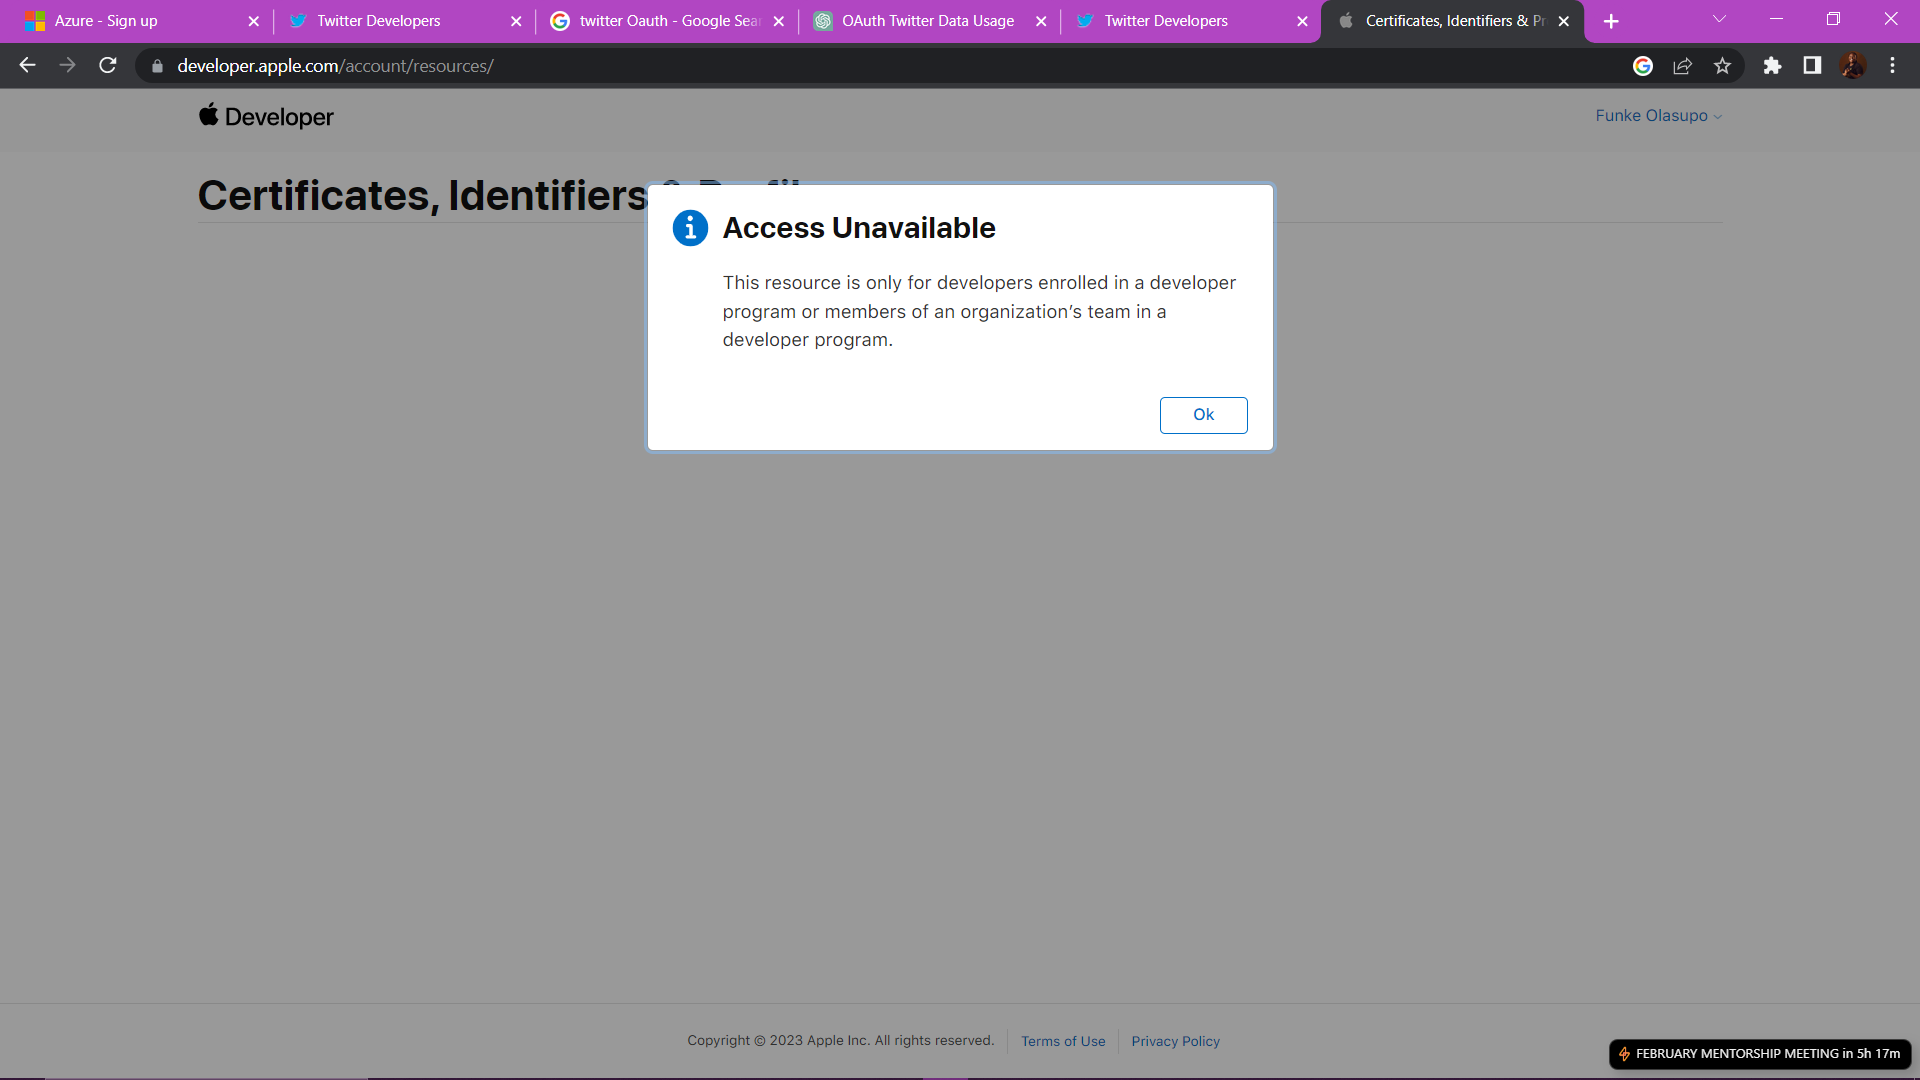 Azure - Sign up
Twitter Developers
twitter Oauth - Google Sear
OAuth Twitter Data Usage
Twitter Developers
Certificates, Identifiers & Pr
developer.apple.com/account/resources/
Developer
Funke Olasupo
Certificates, Identifiers
Access Unavailable
This resource is only for developers enrolled in a developer
program or members of an organization’s team in a
developer program.
Ok
Copyright © 2023 Apple Inc. All rights reserved.
Terms of Use
Privacy Policy
FEBRUARY MENTORSHIP MEETING in 5h 17m